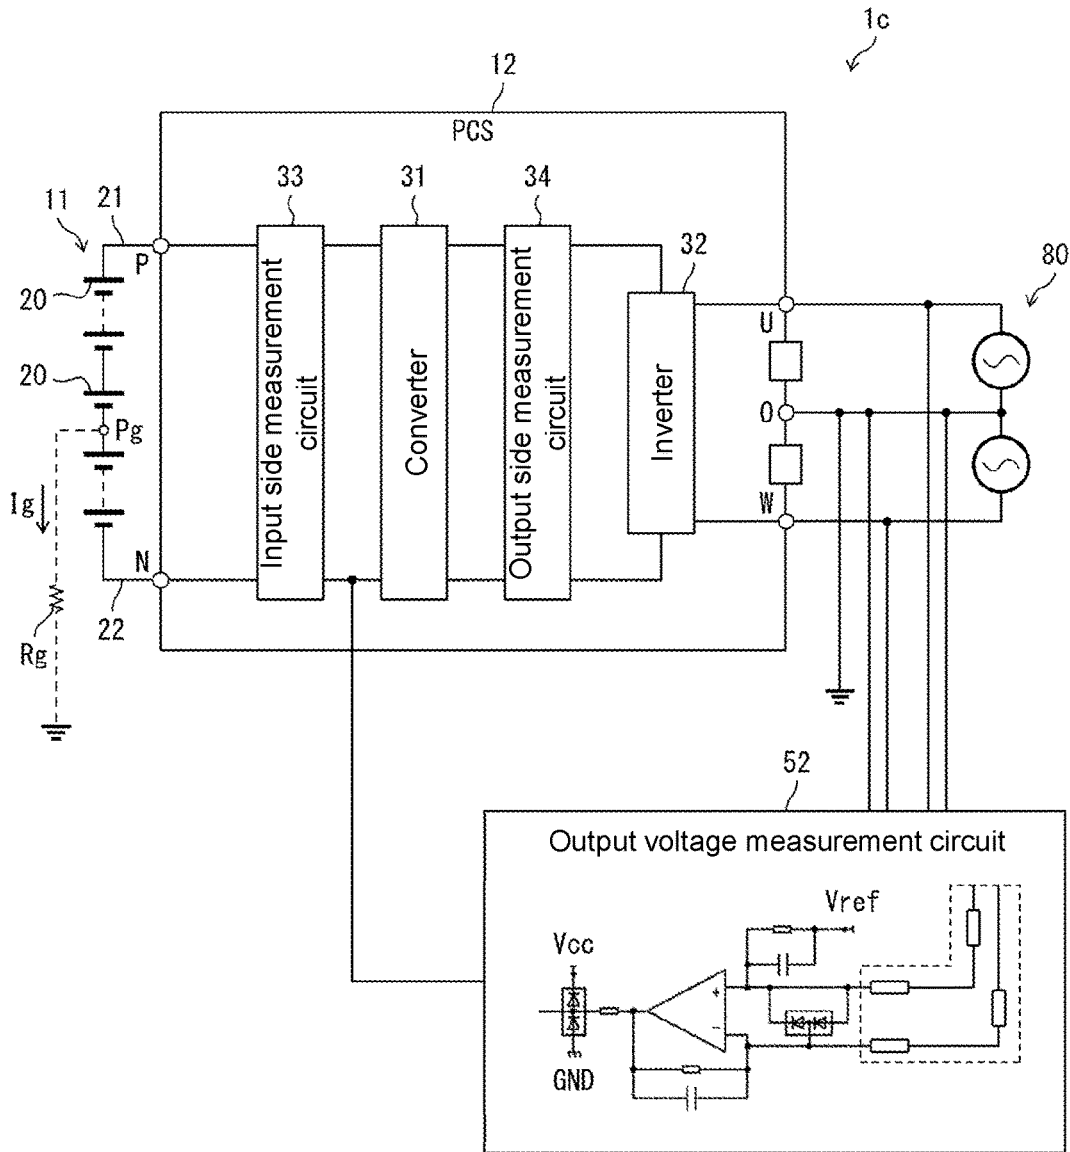 1c
12
PCS
33
31
34
11
21
P
32
80
20
U
20
Input side measurement
circuit
Converter
Output side measurement
circuit
Inverter
O
Pg
Ig
W
N
22
Rg
52
Output voltage measurement circuit
Vref
Vcc
+
−
GND